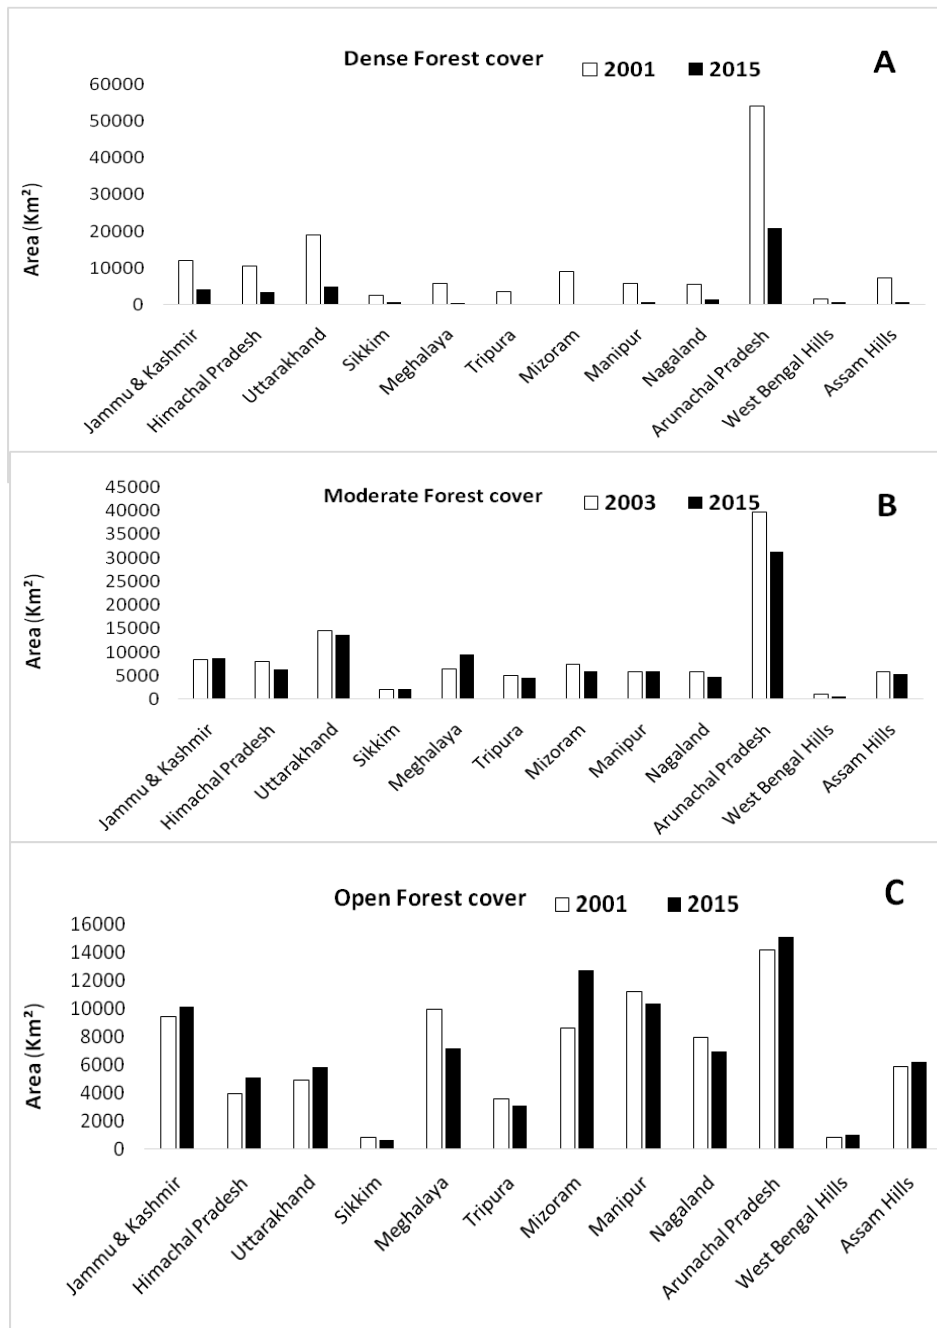 Dense Forest cover
2001
2015
A
60000
50000
40000
30000
20000
10000
0
Area (Km²)
Jammu & Kashmir
Himachal Pradesh
Uttarakhand
Sikkim
Meghalaya
Tripura
Mizoram
Manipur
Nagaland
Arunachal Pradesh
West Bengal Hills
Assam Hills
Moderate Forest cover
2003
2015
B
45000
40000
35000
30000
25000
20000
15000
10000
5000
0
Area (Km²)
Jammu & Kashmir
Himachal Pradesh
Uttarakhand
Sikkim
Meghalaya
Tripura
Mizoram
Manipur
Nagaland
Arunachal Pradesh
West Bengal Hills
Assam Hills
Open Forest cover
2001
2015
C
16000
14000
12000
10000
8000
6000
4000
2000
0
Area (Km²)
Jammu & Kashmir
Himachal Pradesh
Uttarakhand
Sikkim
Meghalaya
Tripura
Mizoram
Manipur
Nagaland
Arunachal Pradesh
West Bengal Hills
Assam Hills